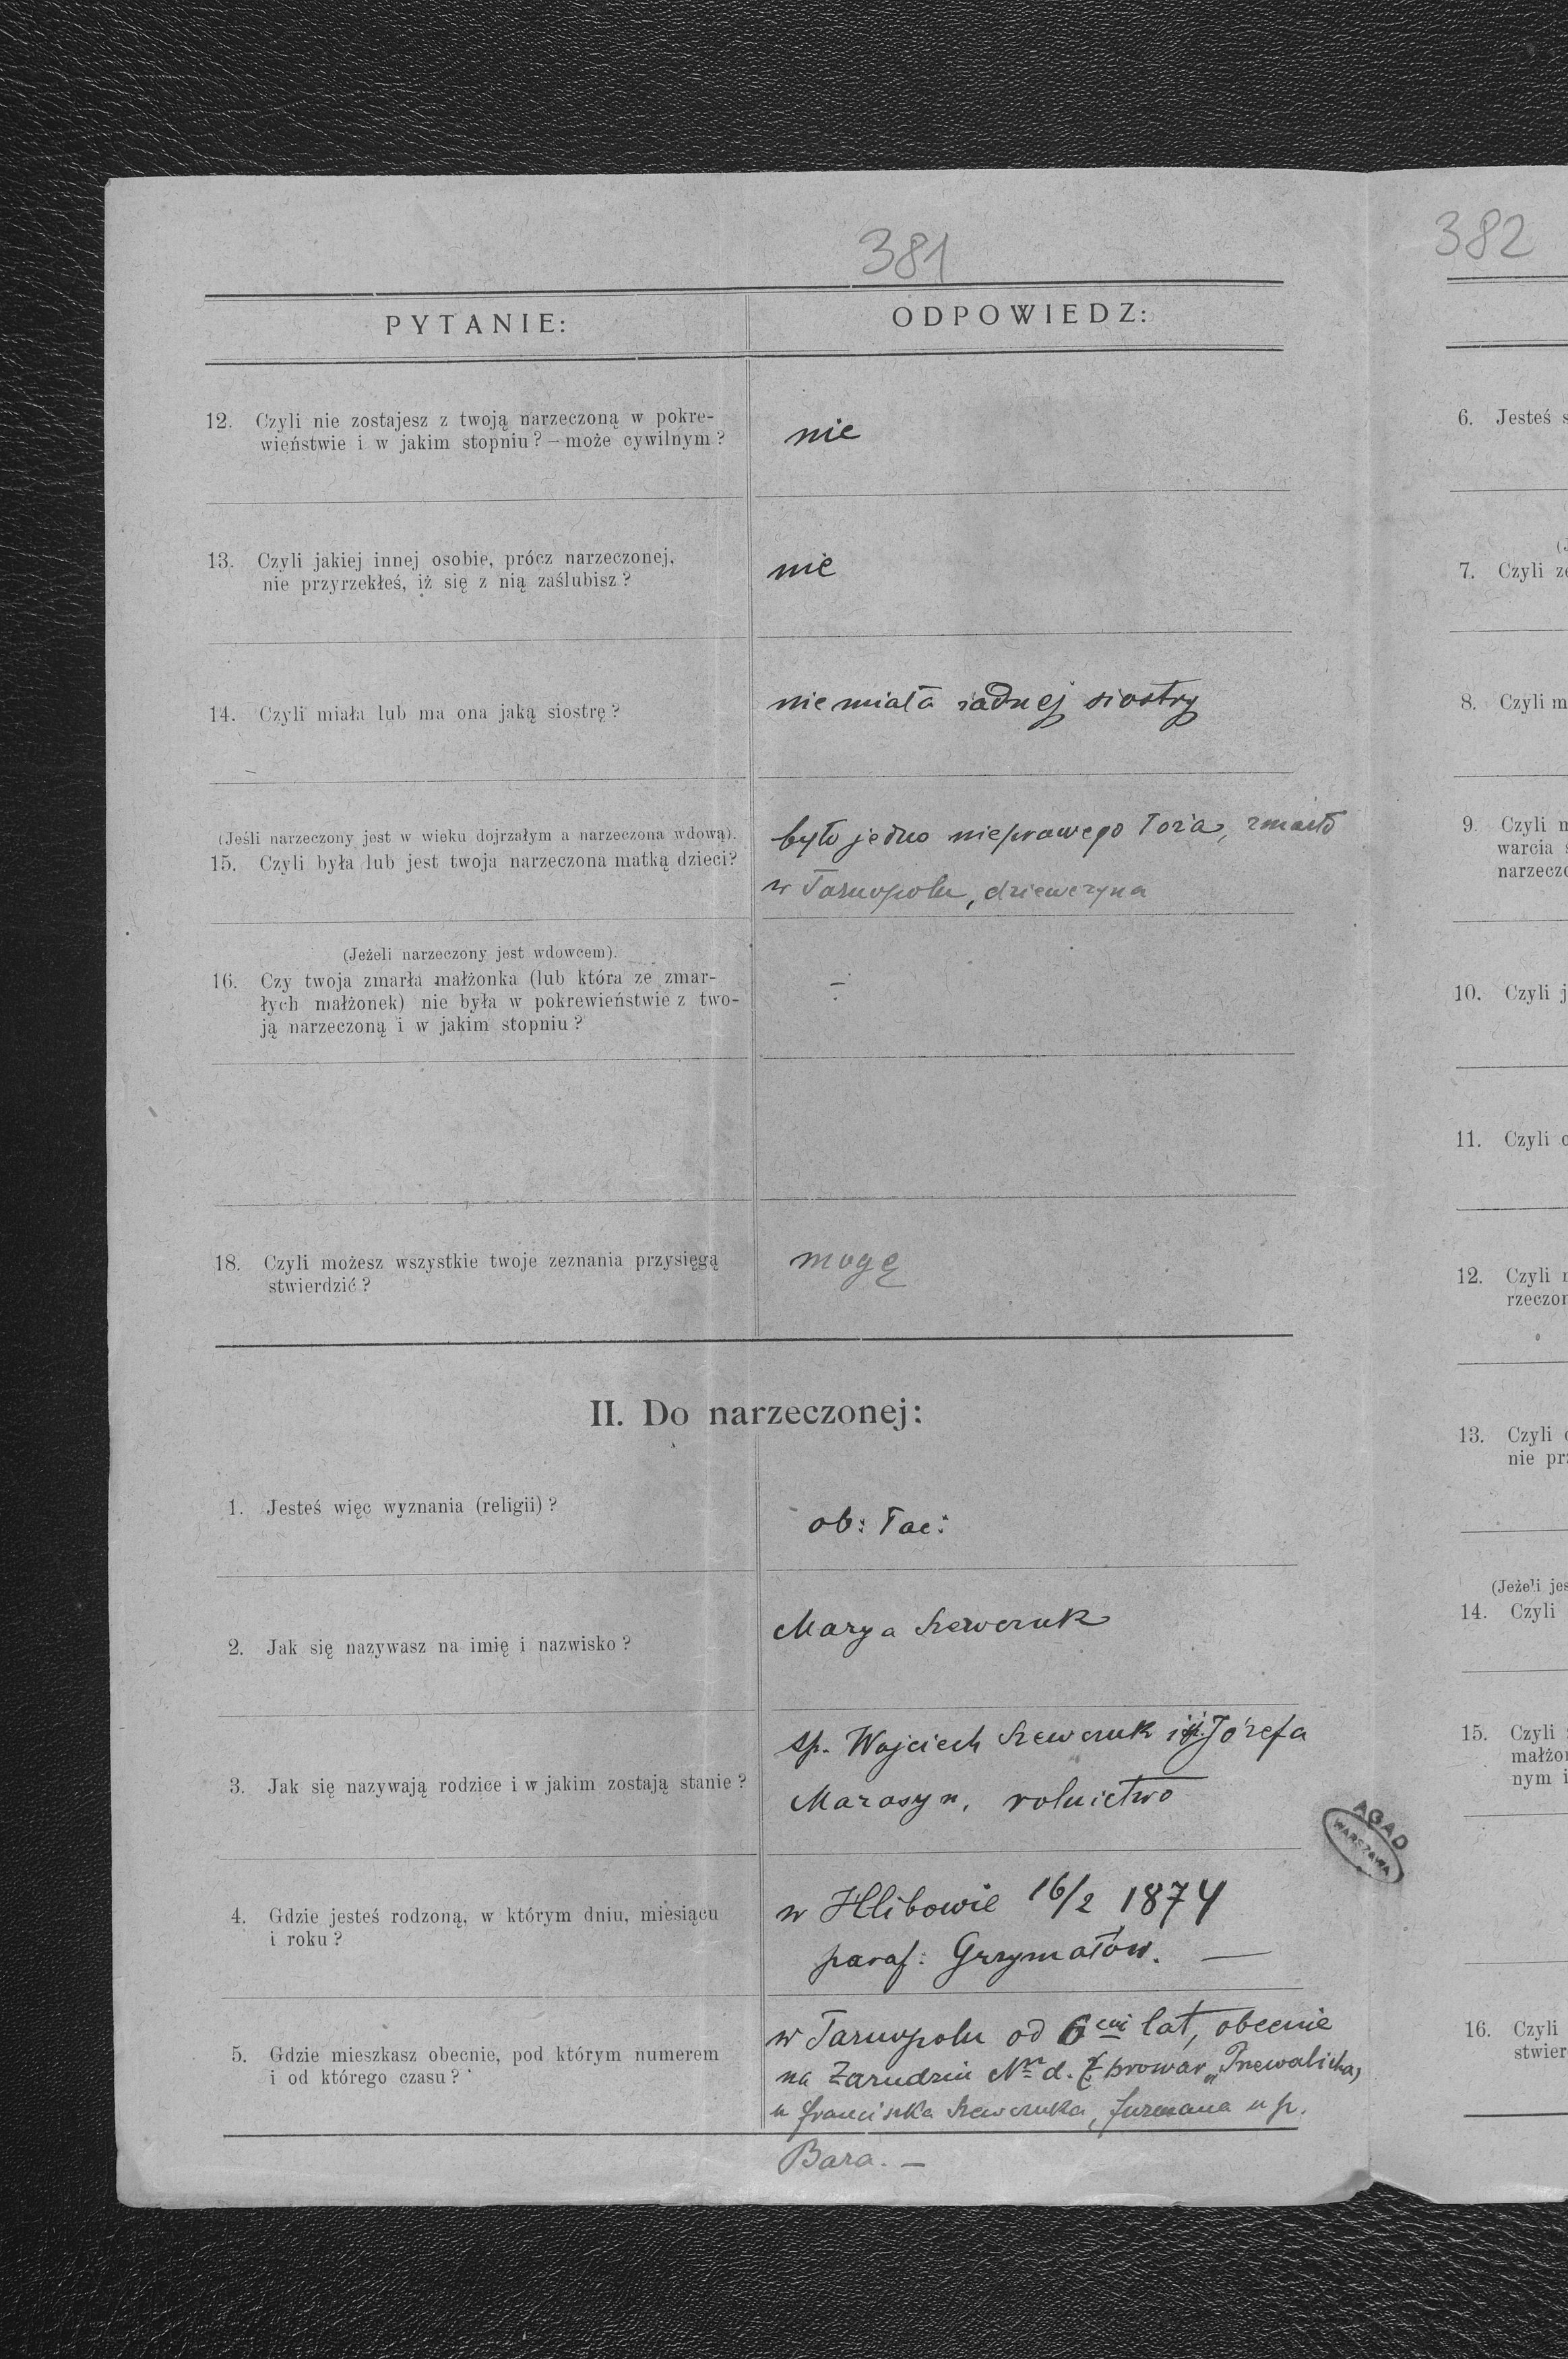 381
PYTANIE:
ODPOWIEDZ:
12. Czyli nie zostajesz z twoją narzeczoną w pokre-
wieństwie i w jakim stopniu? — może cywilnym?
nie
13. Czyli jakiej innej osobie, prócz narzeczonej,
nie przyrzekłeś, iż się z nią zaślubisz?
nie
14. Czyli miała lub ma ona jaką siostrę?
nie miała żadnej siostry
(Jeśli narzeczony jest w wieku dojrzałym a narzeczona wdową).
15. Czyli była lub jest twoja narzeczona matką dzieci?
było jedno nieprawego łoża, zmarło
w Tarnopolu, dziewczyna
(Jeżeli narzeczony jest wdowcem).
16. Czy twoja zmarła małżonka (lub która ze zmar-
łych małżonek) nie była w pokrewieństwie z two-
ją narzeczoną i w jakim stopniu?
18. Czyli możesz wszystkie twoje zeznania przysięgą
stwierdzić?
mogę
II. Do narzeczonej:
1. Jesteś więc wyznania (religii)?
ob: łac:
2. Jak się nazywasz na imię i nazwisko?
Marya Szewczuk
3. Jak się nazywają rodzice i w jakim zostają stanie?
śp. Wojciech Szewczuk i Józefa
Marasyn, rolnictwo
4. Gdzie jesteś rodzoną, w którym dniu, miesiącu
i roku?
w Hlibowie 16/2 1874
paraf: Grzymałów. —
5. Gdzie mieszkasz obecnie, pod którym numerem
i od którego czasu?
w Tarnopolu od 6ciu lat, obecnie
na Zarudziu Nr d. browar
u Franciszka Szewczuka, furmana u p.
Bara. —
AGAD
WARSZAWA
382
6. Jesteś s
7. Czyli ze
8. Czyli m
9. Czyli n
warcia
narzeczo
10. Czyli j
11. Czyli c
12. Czyli
rzeczon
13. Czyli
nie prz
(Jeżeli jes
14. Czyli
15. Czyli
małżon
nym i
16. Czyli
stwier